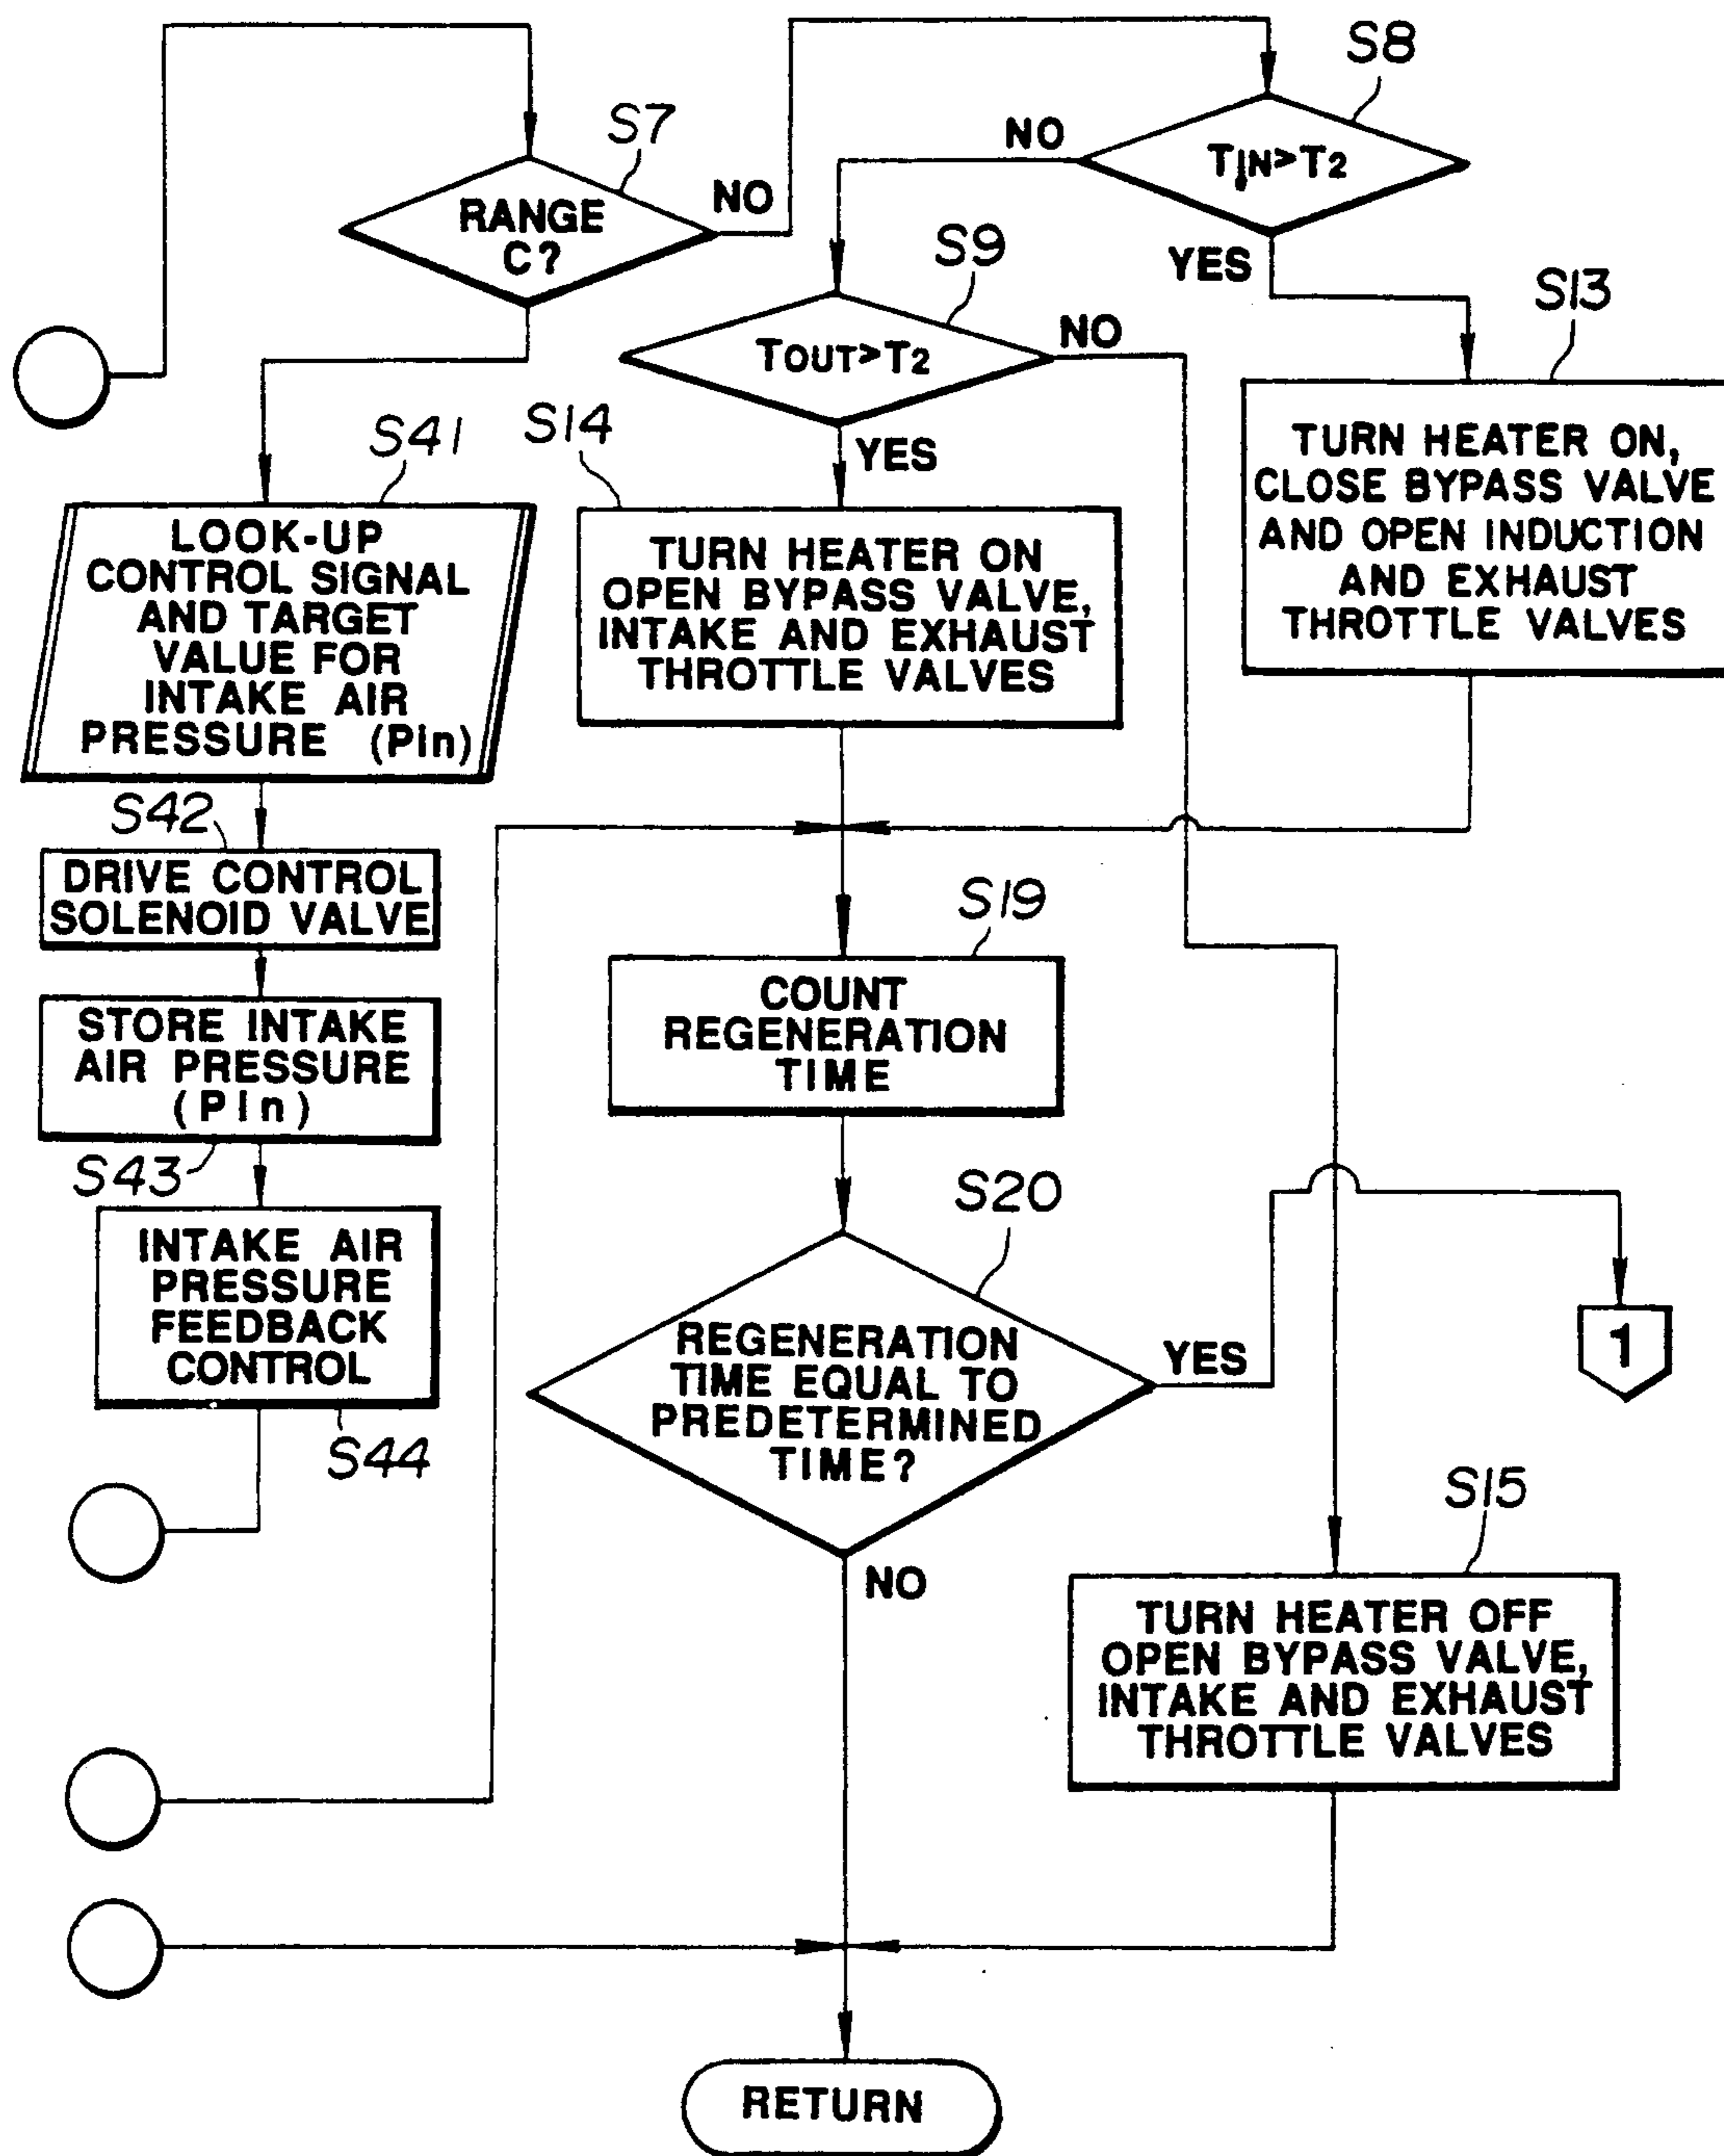 S8
S7
NO
TIN>T2
NO
RANGE
C?
S9
YES
S13
TOUT>T2
NO
S41
S14
YES
TURN HEATER ON,
CLOSE BYPASS VALVE
AND OPEN INDUCTION
AND EXHAUST
THROTTLE VALVES
LOOK-UP
CONTROL SIGNAL
AND TARGET
VALUE FOR
INTAKE AIR
PRESSURE (Pin)
TURN HEATER ON
OPEN BYPASS VALVE,
INTAKE AND EXHAUST
THROTTLE VALVES
S42
DRIVE CONTROL
SOLENOID VALVE
S19
COUNT
REGENERATION
TIME
STORE INTAKE
AIR PRESSURE
(PIn)
S43
S20
INTAKE AIR
PRESSURE
FEEDBACK
CONTROL
S44
REGENERATION
TIME EQUAL TO
PREDETERMINED
TIME?
YES
1
NO
S15
TURN HEATER OFF
OPEN BYPASS VALVE,
INTAKE AND EXHAUST
THROTTLE VALVES
RETURN